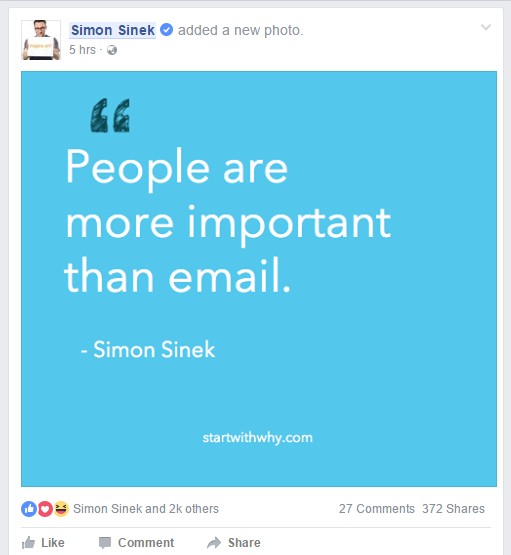 Simon Sinek added a new photo.
5 hrs ·
People are
more important
than email.
- Simon Sinek
startwithwhy.com
Simon Sinek and 2k others 27 Comments 372 Shares
Like Comment Share